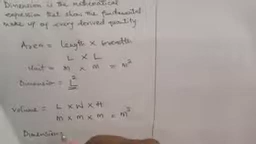 Dimension is the mathematical
expression that show the fundamental
make up of every derived quantity.
Area = length × breadth
L × L
Unit = m × m = m²
Dimension = L²
Volume = L × W × H
m × m × m = m³
Dimension